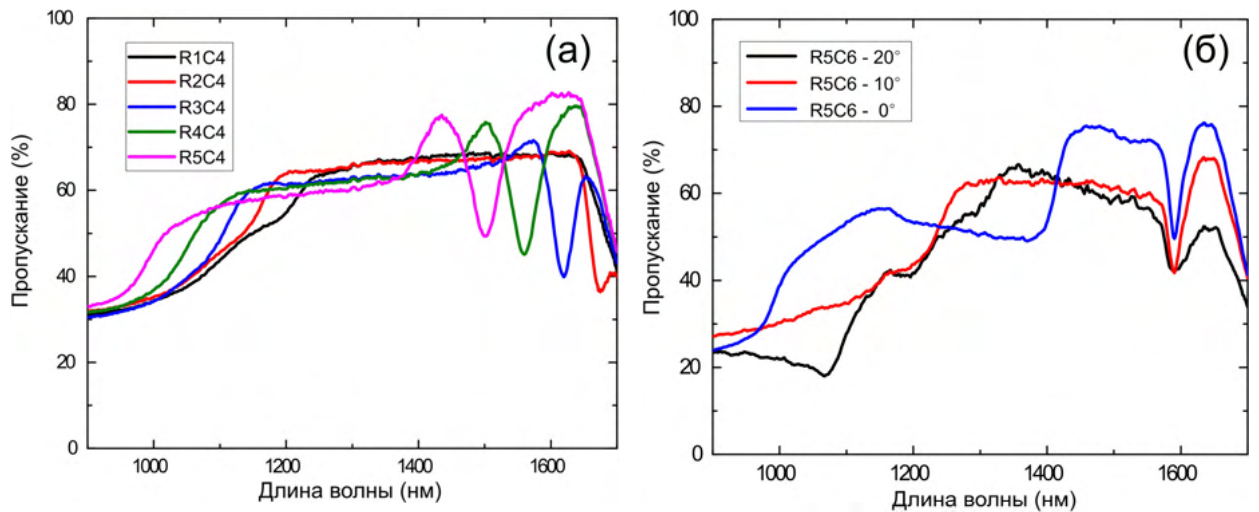 (а)
R1C4
R2C4
R3C4
R4C4
R5C4
Пропускание (%)
100
80
60
40
20
0
1000 1200 1400 1600
Длина волны (нм)
(б)
R5C6 - 20°
R5C6 - 10°
R5C6 - 0°
Пропускание (%)
100
80
60
40
20
0
1000 1200 1400 1600
Длина волны (нм)